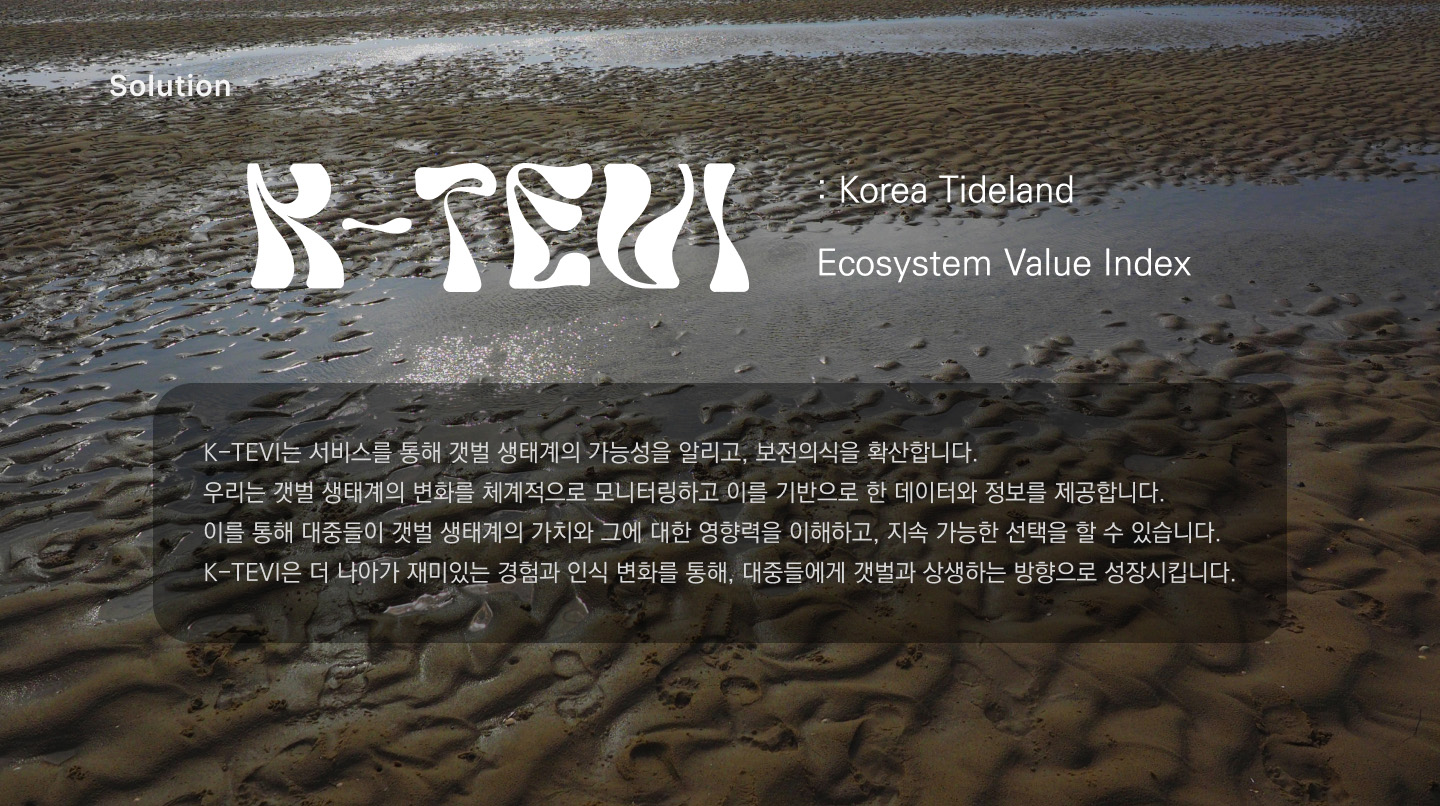 Solution
K-TEVI
: Korea Tideland
Ecosystem Value Index
K-TEVI는 서비스를 통해 갯벌 생태계의 가능성을 알리고, 보전의식을 확산합니다.
우리는 갯벌 생태계의 변화를 체계적으로 모니터링하고 이를 기반으로 한 데이터와 정보를 제공합니다.
이를 통해 대중들이 갯벌 생태계의 가치와 그에 대한 영향력을 이해하고, 지속 가능한 선택을 할 수 있습니다.
K-TEVI은 더 나아가 재미있는 경험과 인식 변화를 통해, 대중들에게 갯벌과 상생하는 방향으로 성장시킵니다.